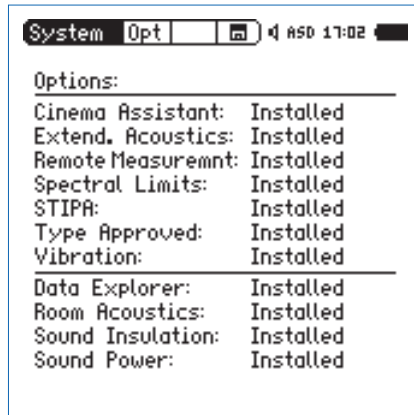 System Opt ASD 17:02
Options:
Cinema Assistant: Installed
Extend. Acoustics: Installed
Remote Measuremnt: Installed
Spectral Limits: Installed
STIPA: Installed
Type Approved: Installed
Vibration: Installed
Data Explorer: Installed
Room Acoustics: Installed
Sound Insulation: Installed
Sound Power: Installed